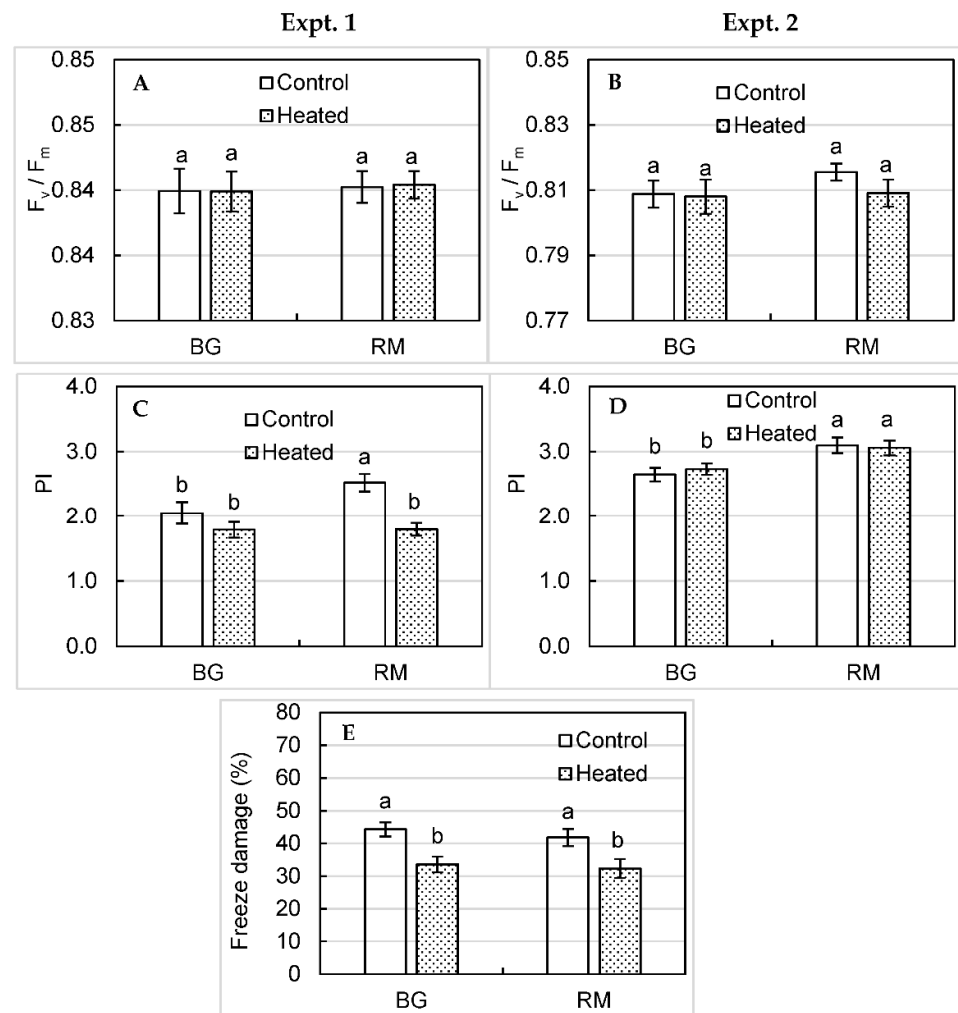 Expt. 1
Expt. 2
A
Control
Heated
0.85
0.85
0.84
0.84
0.83
Fv / Fm
a a a a
BG RM
B
Control
Heated
0.85
0.83
0.81
0.79
0.77
Fv / Fm
a a a a
BG RM
C
Control
Heated
4.0
3.0
2.0
1.0
0.0
PI
b b a b
BG RM
D
Control
Heated
4.0
3.0
2.0
1.0
0.0
PI
b b a a
BG RM
E
Control
Heated
80
70
60
50
40
30
20
10
0
Freeze damage (%)
a b a b
BG RM